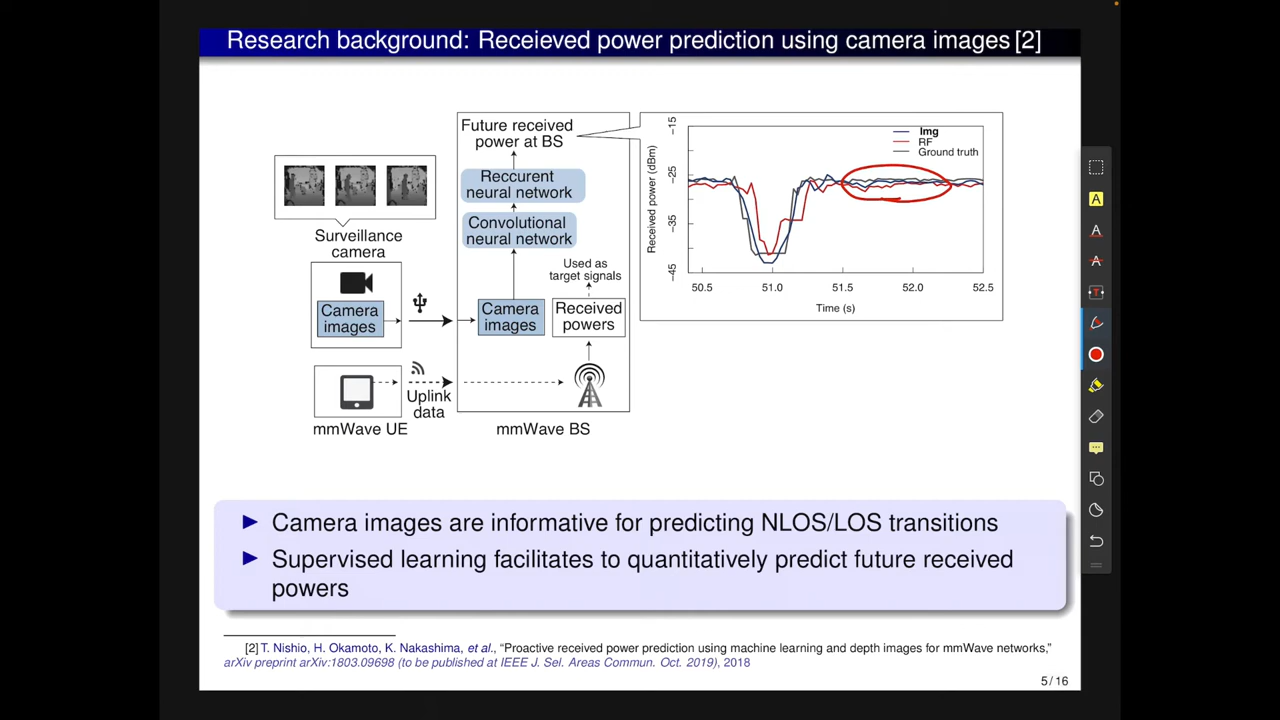 Research background: Receieved power prediction using camera images [2]
Future received
power at BS
Reccurent
neural network
Convolutional
neural network
Surveillance
camera
Camera
images
Camera
images
Used as
target signals
Received
powers
Uplink
data
mmWave UE
mmWave BS
Img
RF
Ground truth
Received power (dBm)
−15
−25
−35
−45
50.5 51.0 51.5 52.0 52.5
Time (s)
Camera images are informative for predicting NLOS/LOS transitions
Supervised learning facilitates to quantitatively predict future received
powers
[2] T. Nishio, H. Okamoto, K. Nakashima, et al., “Proactive received power prediction using machine learning and depth images for mmWave networks,”
arXiv preprint arXiv:1803.09698 (to be published at IEEE J. Sel. Areas Commun. Oct. 2019), 2018
5 / 16
A
A
A
T